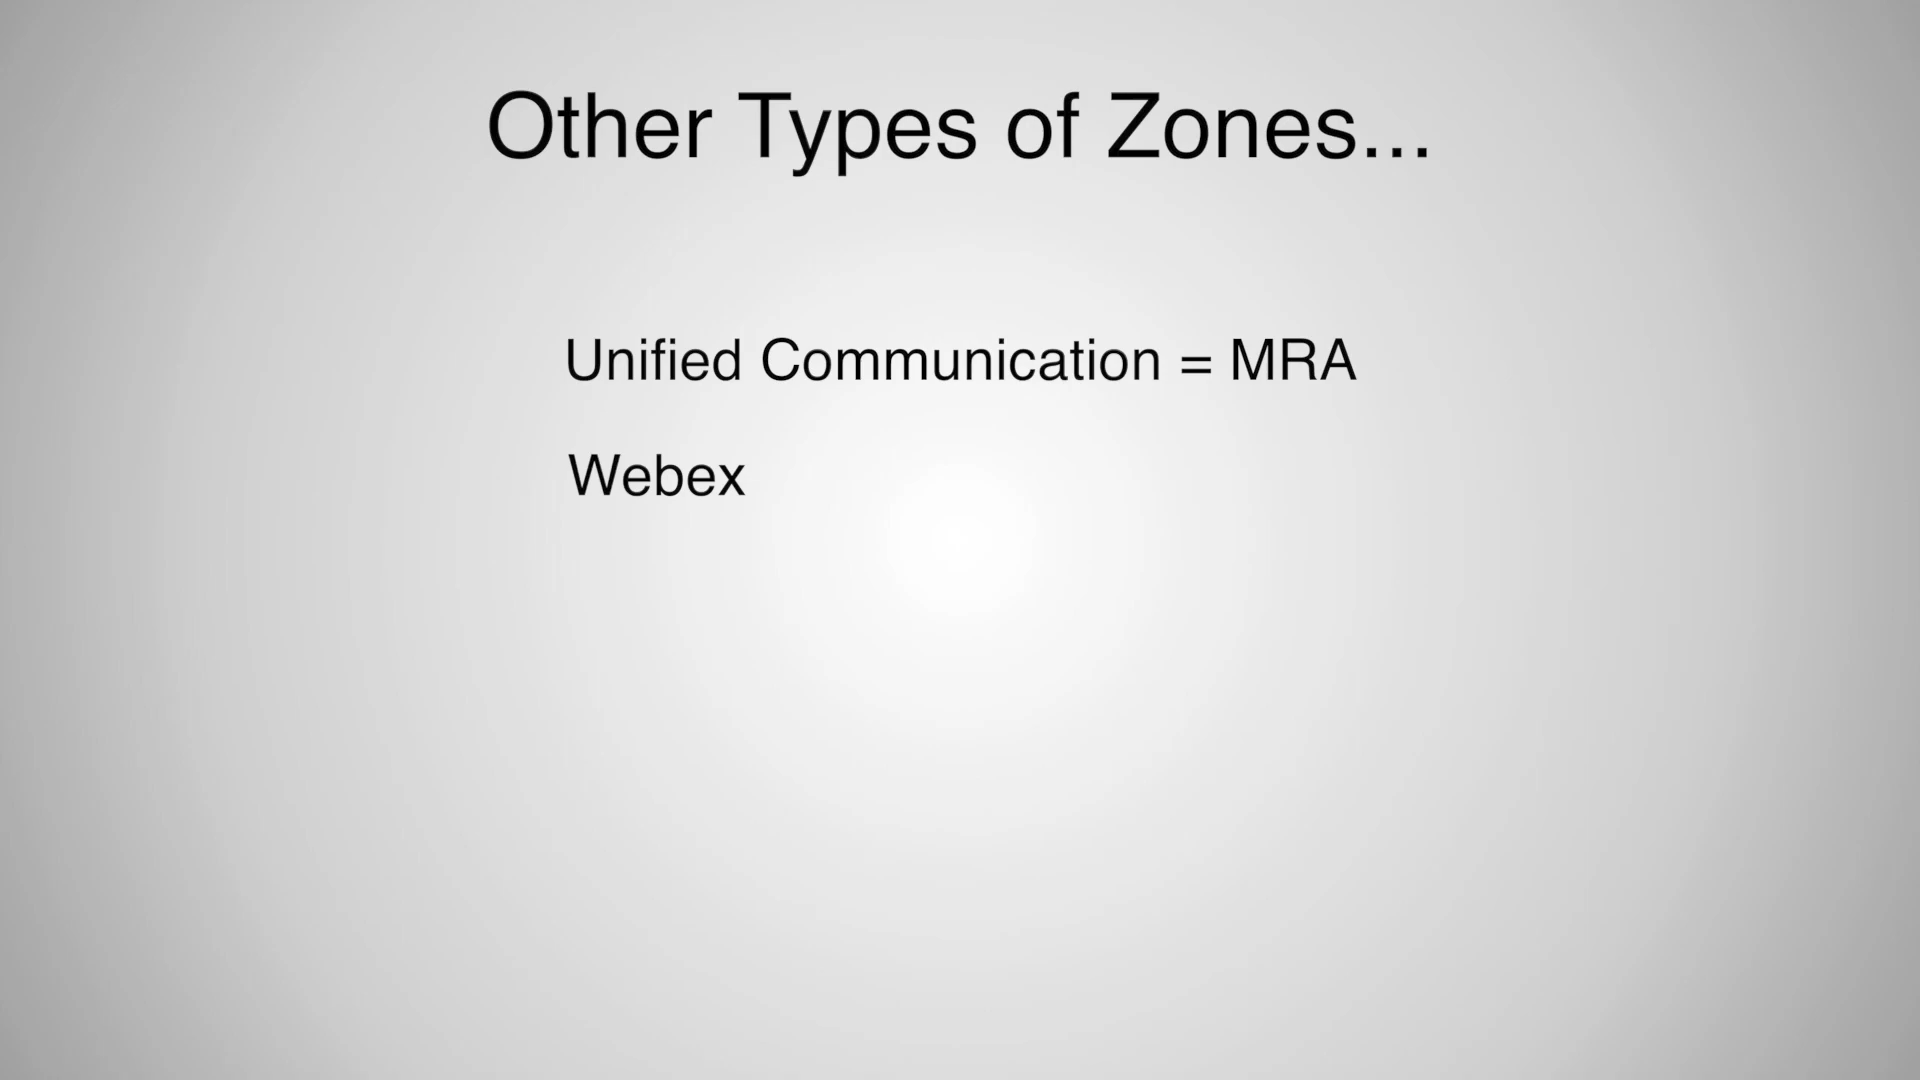 Other Types of Zones...
Unified Communication = MRA
Webex